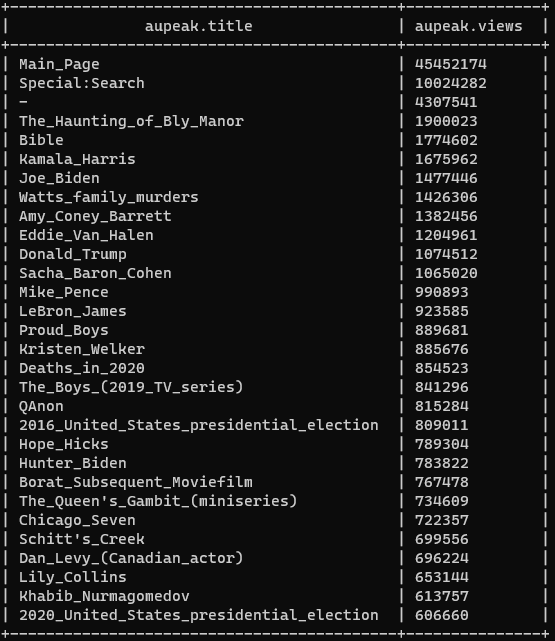 aupeak.title | aupeak.views
Main_Page | 45452174
Special:Search | 10024282
- | 4307541
The_Haunting_of_Bly_Manor | 1900023
Bible | 1774602
Kamala_Harris | 1675962
Joe_Biden | 1477446
Watts_family_murders | 1426306
Amy_Coney_Barrett | 1382456
Eddie_Van_Halen | 1204961
Donald_Trump | 1074512
Sacha_Baron_Cohen | 1065020
Mike_Pence | 990893
LeBron_James | 923585
Proud_Boys | 889681
Kristen_Welker | 885676
Deaths_in_2020 | 854523
The_Boys_(2019_TV_series) | 841296
QAnon | 815284
2016_United_States_presidential_election | 809011
Hope_Hicks | 789304
Hunter_Biden | 783822
Borat_Subsequent_Moviefilm | 767478
The_Queen's_Gambit_(miniseries) | 734609
Chicago_Seven | 722357
Schitt's_Creek | 699556
Dan_Levy_(Canadian_actor) | 696224
Lily_Collins | 653144
Khabib_Nurmagomedov | 613757
2020_United_States_presidential_election | 606660